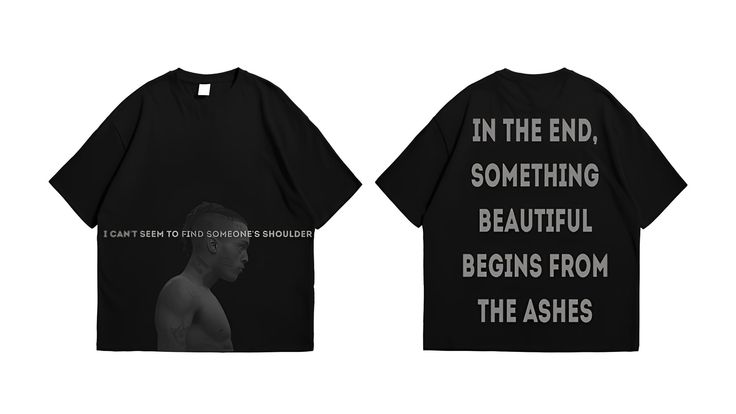 I CAN'T SEEM TO FIND SOMEONE'S SHOULDER
IN THE END,
SOMETHING
BEAUTIFUL
BEGINS FROM
THE ASHES